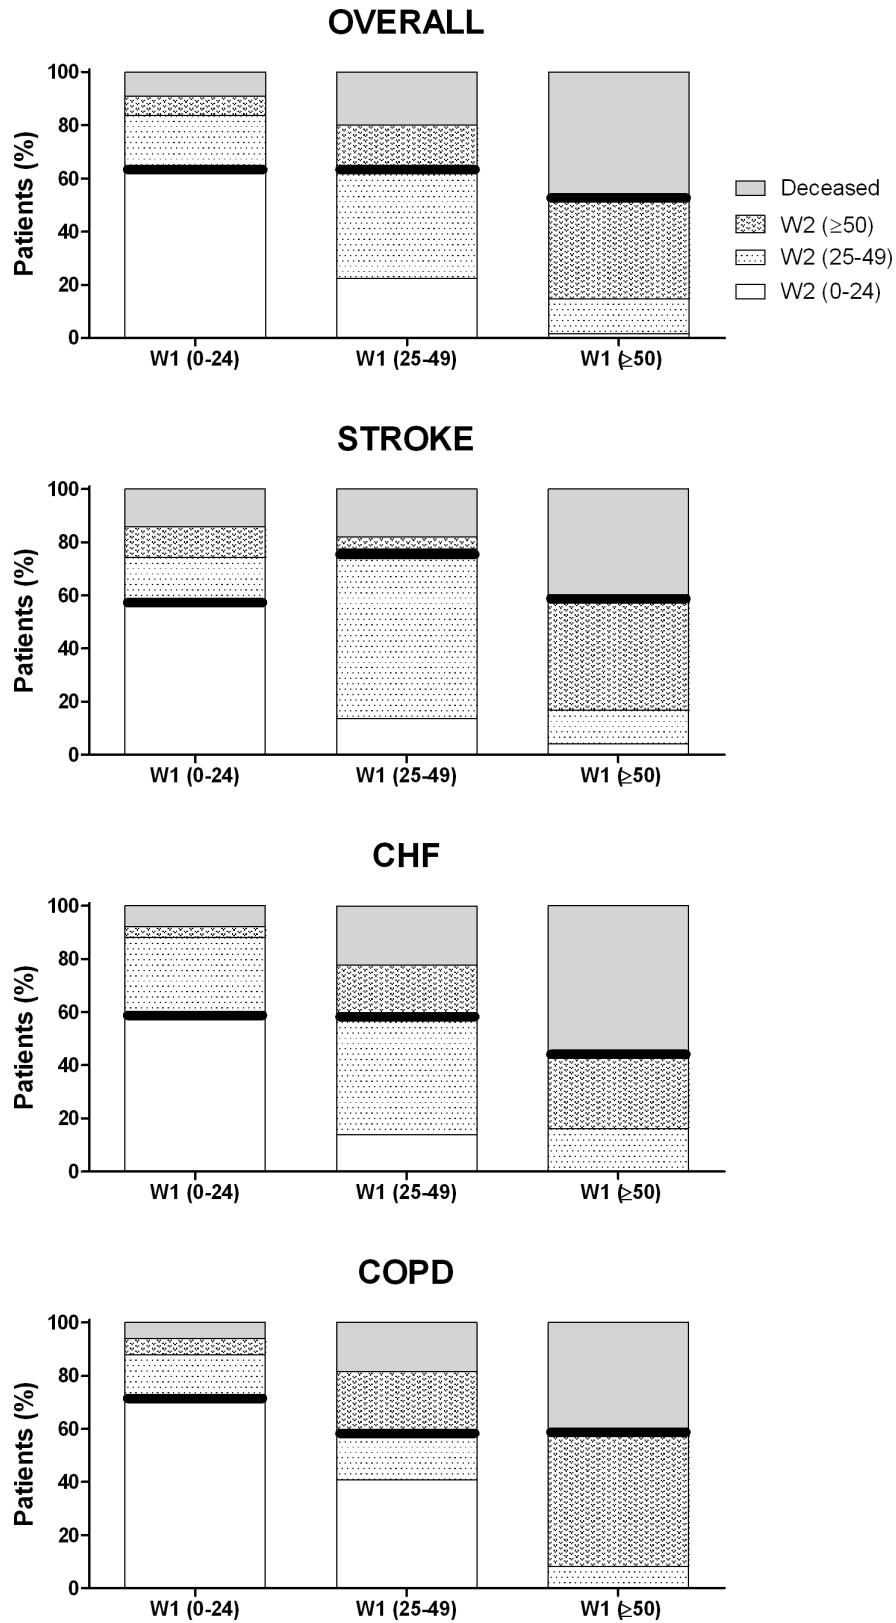 OVERALL
Patients (%)
100
80
60
40
20
0
W1 (0-24) W1 (25-49) W1 (≥50)
Deceased
W2 (≥50)
W2 (25-49)
W2 (0-24)
STROKE
Patients (%)
100
80
60
40
20
0
W1 (0-24) W1 (25-49) W1 (≥50)
CHF
Patients (%)
100
80
60
40
20
0
W1 (0-24) W1 (25-49) W1 (≥50)
COPD
Patients (%)
100
80
60
40
20
0
W1 (0-24) W1 (25-49) W1 (≥50)